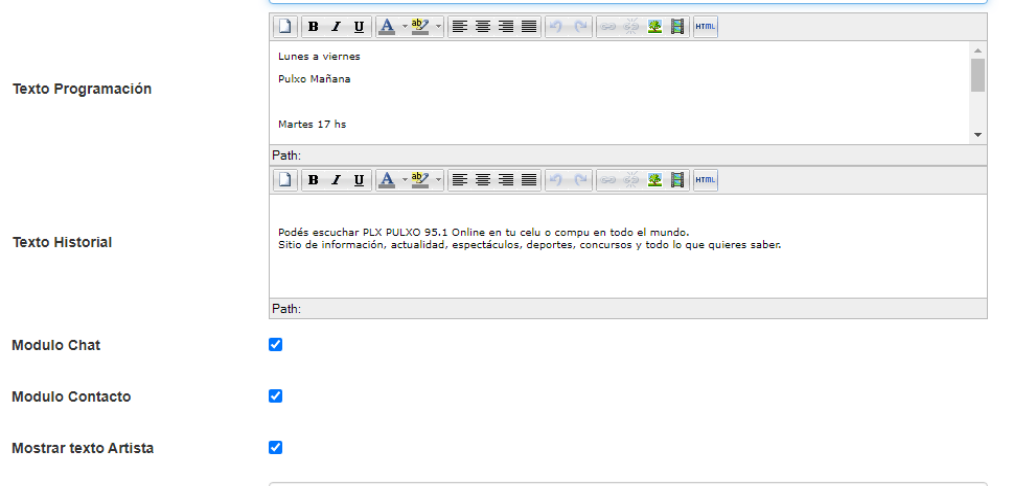 B I U A ab HTML
Texto Programación
Lunes a viernes
Pulxo Mañana
Martes 17 hs
Path:
B I U A ab HTML
Texto Historial
Podés escuchar PLX PULXO 95.1 Online en tu celu o compu en todo el mundo.
Sitio de información, actualidad, espectáculos, deportes, concursos y todo lo que quieres saber.
Path:
Modulo Chat
Modulo Contacto
Mostrar texto Artista